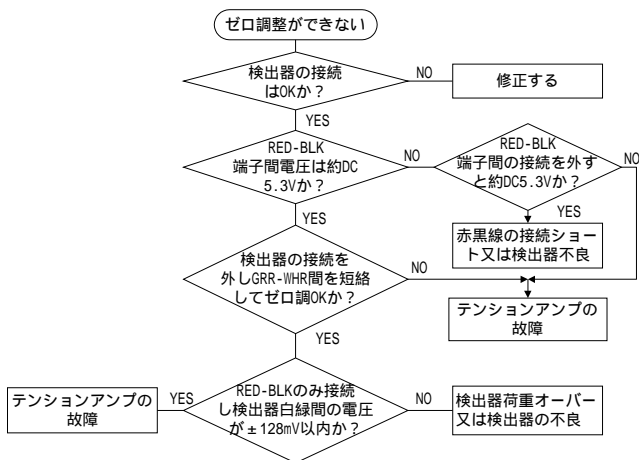 ゼロ調整ができない
検出器の接続
はOKか？
NO
修正する
YES
RED-BLK
端子間電圧は約DC
5.3Vか？
NO
RED-BLK
端子間の接続を外す
と約DC5.3Vか？
NO
YES
YES
赤黒線の接続ショー
ト又は検出器不良
検出器の接続を
外しGRR-WHR間を短絡
してゼロ調OKか？
NO
テンションアンプの
故障
YES
テンションアンプの
故障
YES
RED-BLKのみ接続
し検出器白緑間の電圧
が±128mV以内か？
NO
検出器荷重オーバー
又は検出器の不良